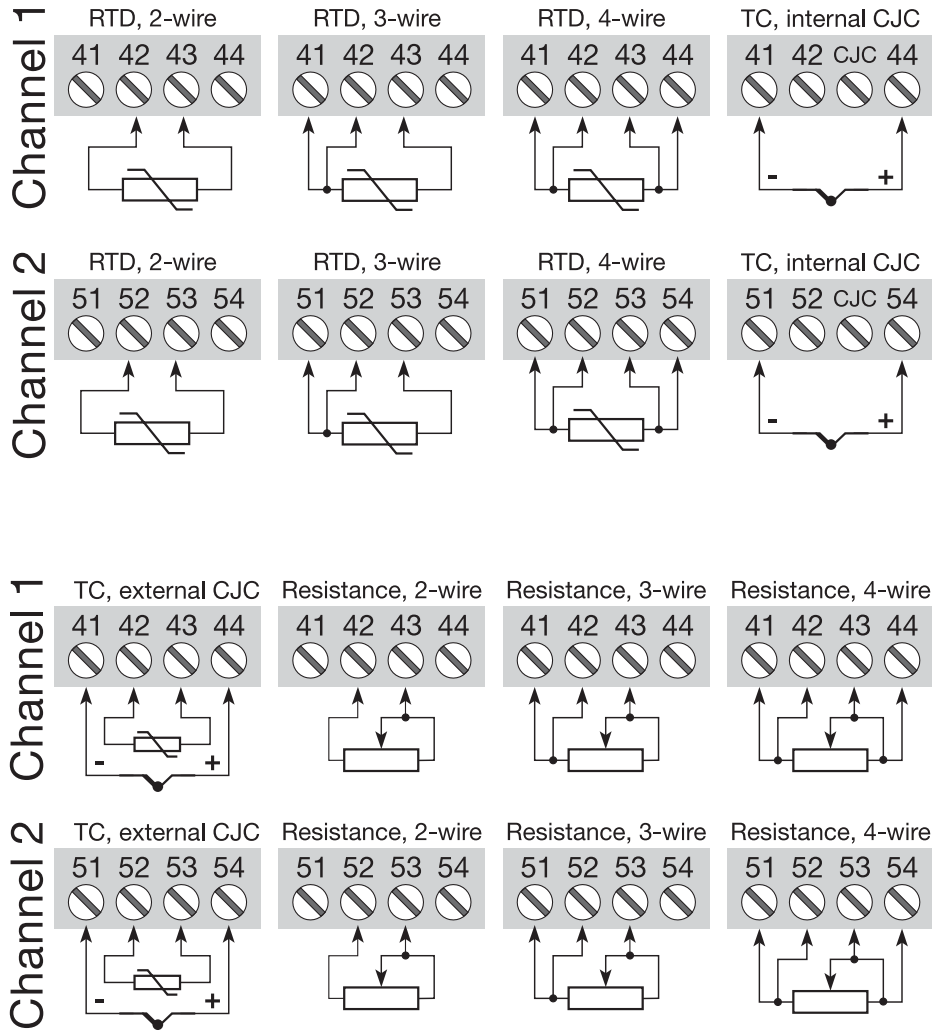 Channel 1
RTD, 2-wire RTD, 3-wire RTD, 4-wire TC, internal CJC
41 42 43 44 41 42 43 44 41 42 43 44 41 42 CJC 44
- +
Channel 2
RTD, 2-wire RTD, 3-wire RTD, 4-wire TC, internal CJC
51 52 53 54 51 52 53 54 51 52 53 54 51 52 CJC 54
- +
Channel 1
TC, external CJC Resistance, 2-wire Resistance, 3-wire Resistance, 4-wire
41 42 43 44 41 42 43 44 41 42 43 44 41 42 43 44
- +
Channel 2
TC, external CJC Resistance, 2-wire Resistance, 3-wire Resistance, 4-wire
51 52 53 54 51 52 53 54 51 52 53 54 51 52 53 54
- +